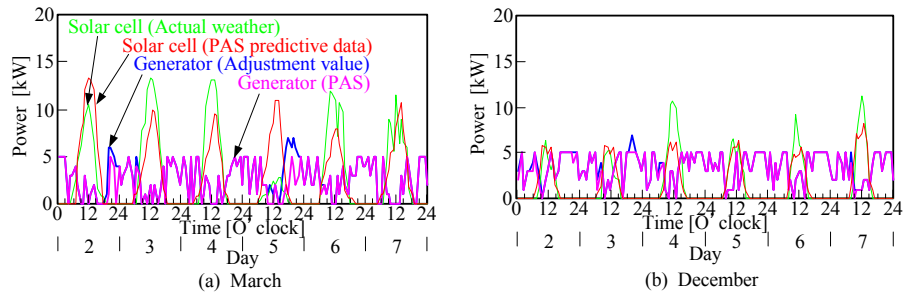 Solar cell (Actual weather)
Solar cell (PAS predictive data)
Generator (Adjustment value)
Generator (PAS)
Power [kW]
20
15
10
5
0
0 12 24 12 24 12 24 12 24 12 24 12 24
Time [O' clock]
2 3 4 5 6 7
Day
(a) March
Power [kW]
20
15
10
5
0
0 12 24 12 24 12 24 12 24 12 24 12 24
Time [O' clock]
2 3 4 5 6 7
Day
(b) December